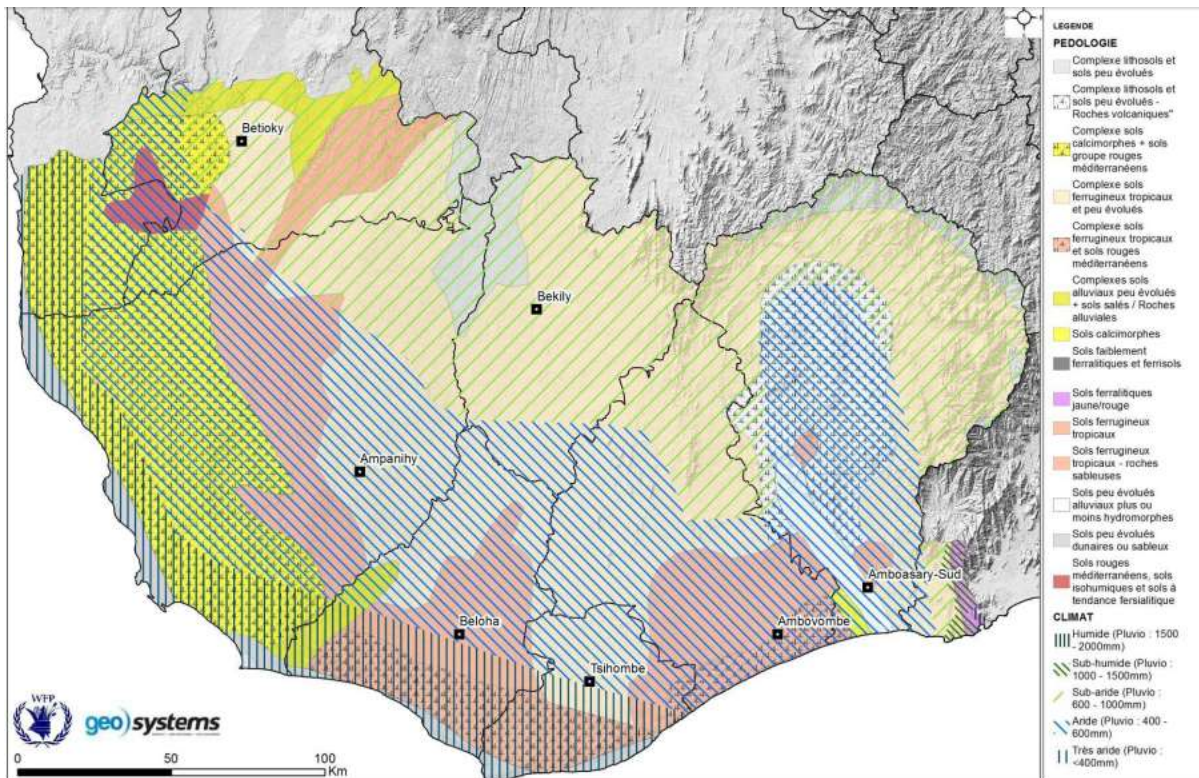 Betioky
Bekily
Ampanihy
Amboasary-Sud
Beloha
Ambovombe
Tsihombe
WFP
geosystems
0
50
100
Km
LEGENDE
PEDOLOGIE
Complexe lithosols et
sols peu évolués
Complexe lithosols et
sols peu évolués -
Roches volcaniques"
Complexe sols
calcimorphes + sols
groupe rouges
méditerranéens
Complexe sols
ferrugineux tropicaux
et peu évolués
Complexe sols
ferrugineux tropicaux
et sols rouges
méditerranéens
Complexes sols
alluviaux peu évolués
+ sols salés / Roches
alluviales
Sols calcimorphes
Sols faiblement
ferralitiques et ferrisols
Sols ferralitiques
jaune/rouge
Sols ferrugineux
tropicaux
Sols ferrugineux
tropicaux - roches
sableuses
Sols peu évolués
alluviaux plus ou
moins hydromorphes
Sols peu évolués
dunaires ou sableux
Sols rouges
méditerranéens, sols
isohumiques et sols à
tendance fersialitique
CLIMAT
Humide (Pluvio : 1500
- 2000mm)
Sub-humide (Pluvio :
1000 - 1500mm)
Sub-aride (Pluvio :
600 - 1000mm)
Aride (Pluvio : 400 -
600mm)
Très aride (Pluvio :
<400mm)